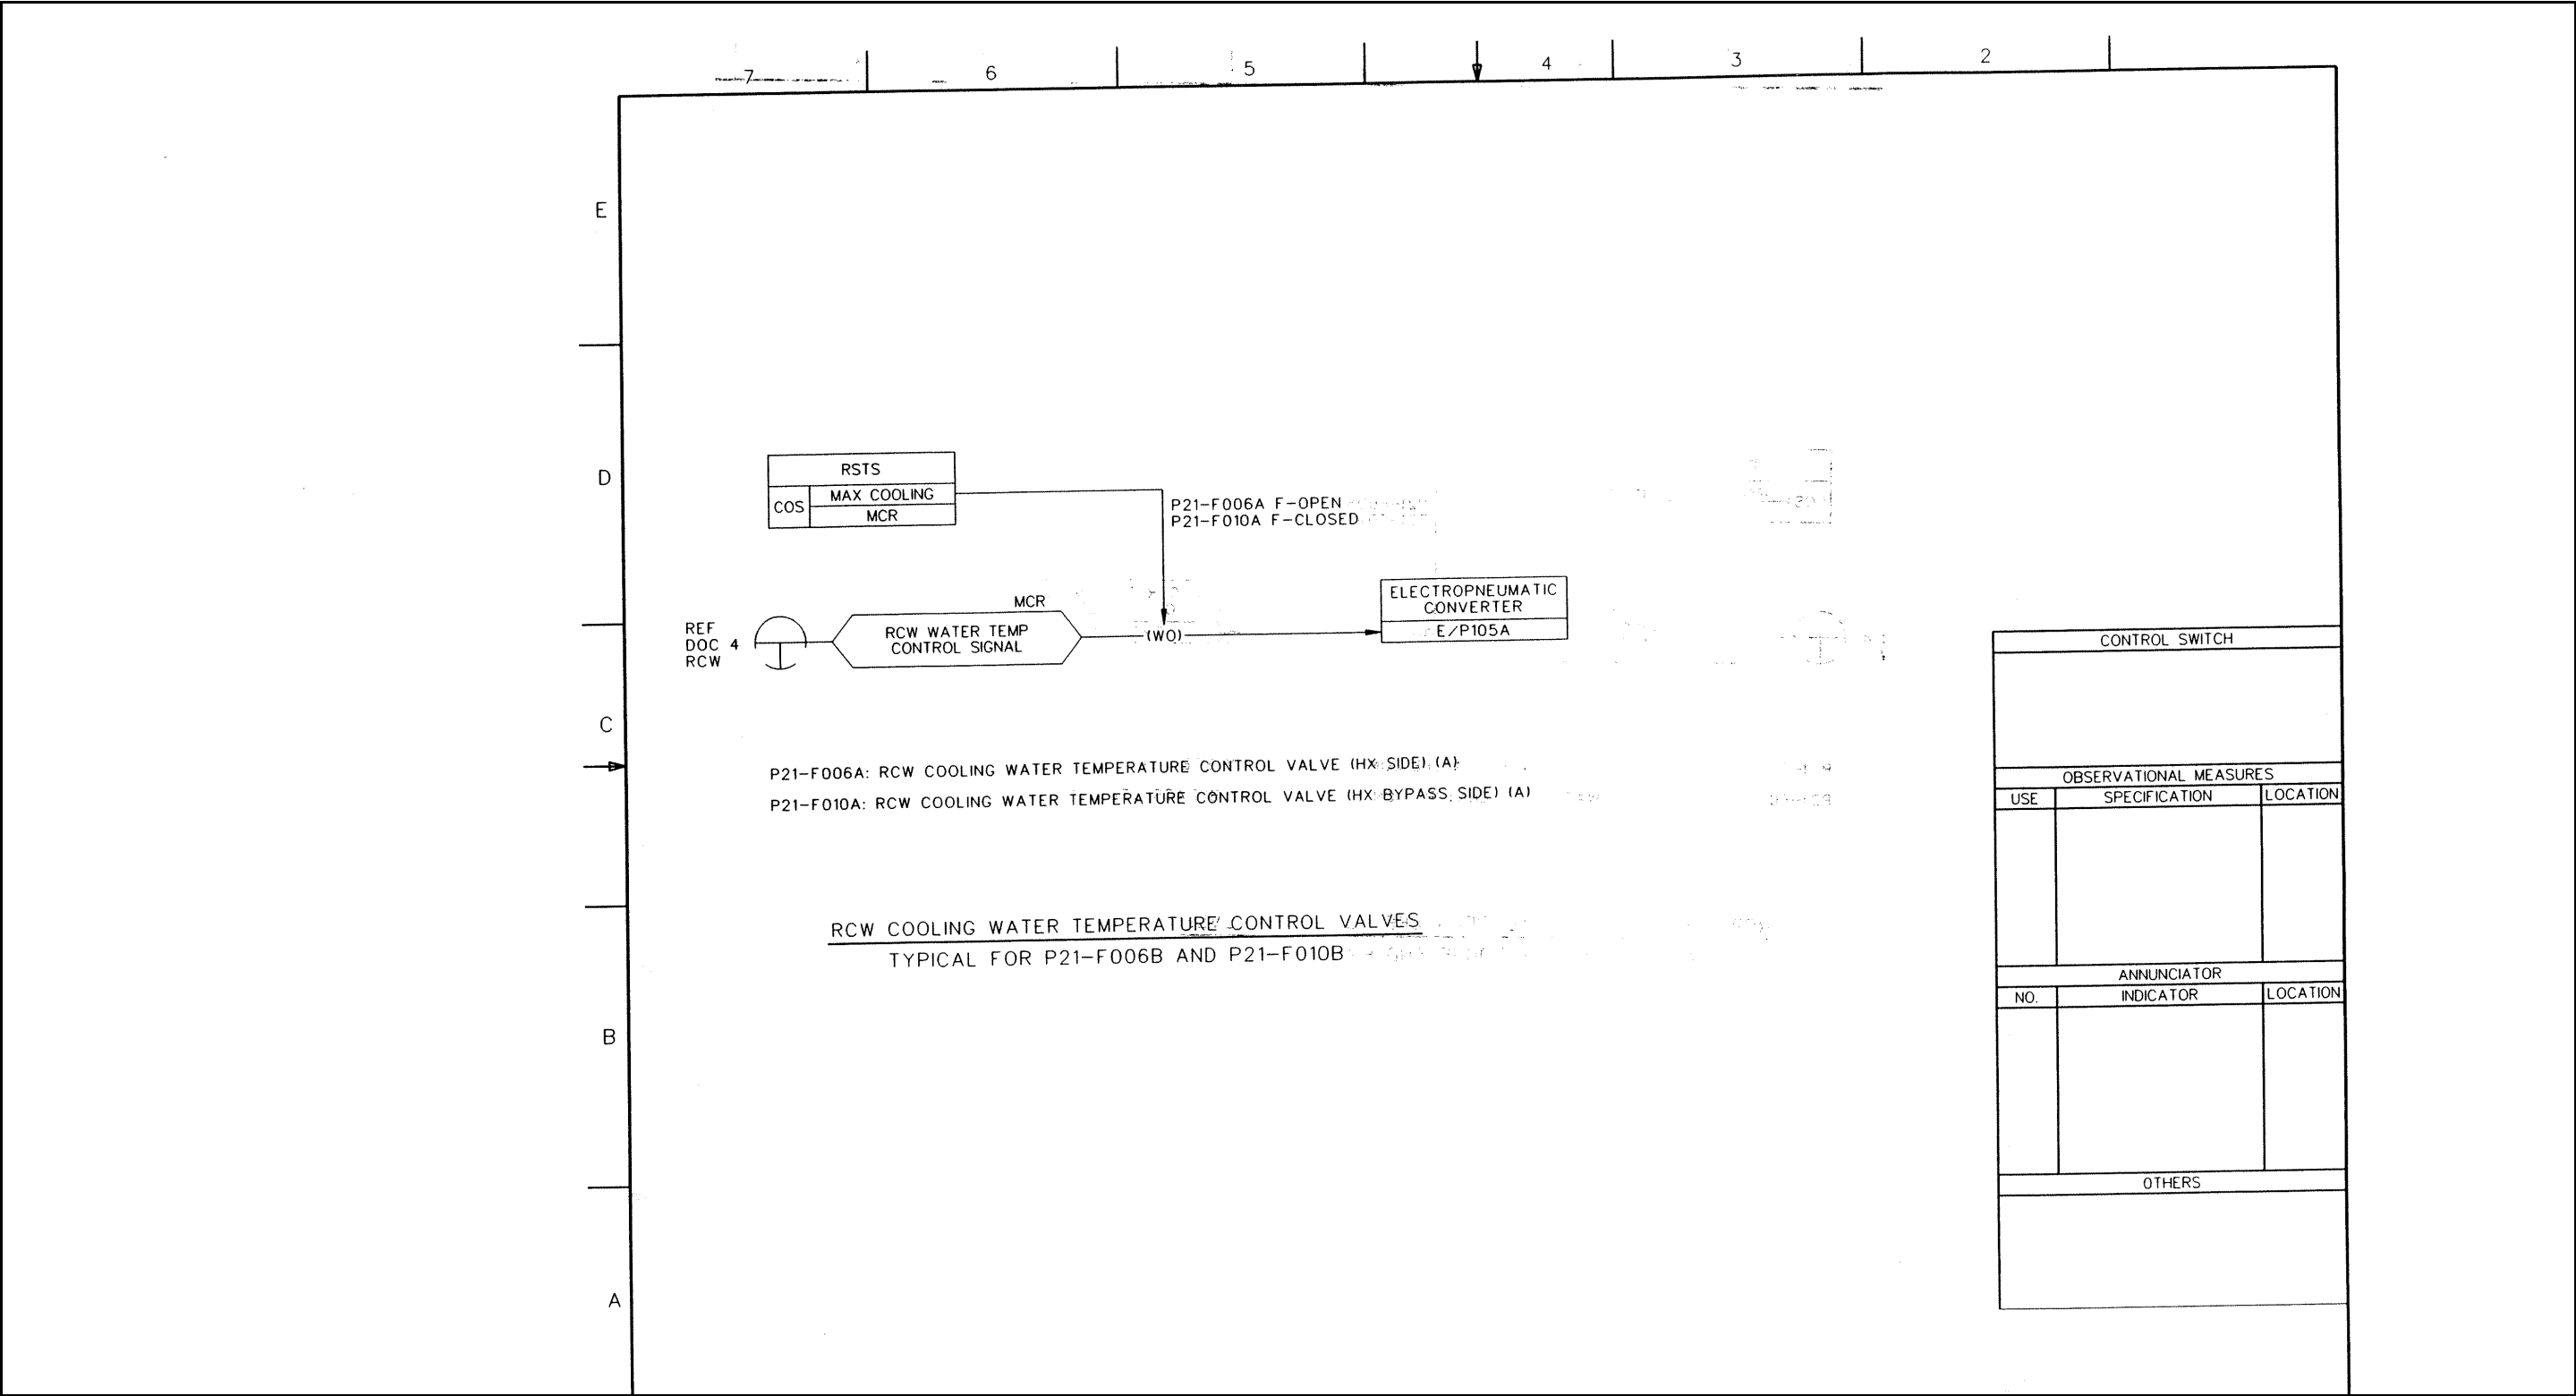 7 6 5 4 3 2
E
D
RSTS
COS MAX COOLING
MCR
P21-F006A F-OPEN
P21-F010A F-CLOSED
MCR
REF
DOC 4
RCW
RCW WATER TEMP
CONTROL SIGNAL
(WO)
ELECTROPNEUMATIC
CONVERTER
E/P105A
C
P21-F006A: RCW COOLING WATER TEMPERATURE CONTROL VALVE (HX SIDE) (A)
P21-F010A: RCW COOLING WATER TEMPERATURE CONTROL VALVE (HX BYPASS SIDE) (A)
RCW COOLING WATER TEMPERATURE CONTROL VALVES
TYPICAL FOR P21-F006B AND P21-F010B
B
A
CONTROL SWITCH
OBSERVATIONAL MEASURES
USE SPECIFICATION LOCATION
ANNUNCIATOR
NO. INDICATOR LOCATION
OTHERS